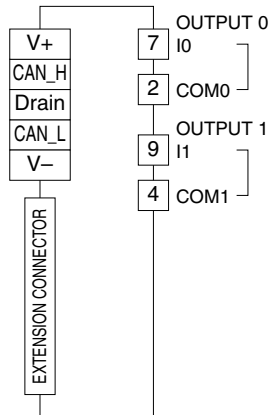 V+
CAN_H
Drain
CAN_L
V–
EXTENSION CONNECTOR
OUTPUT 0
7 I0
2 COM0
OUTPUT 1
9 I1
4 COM1